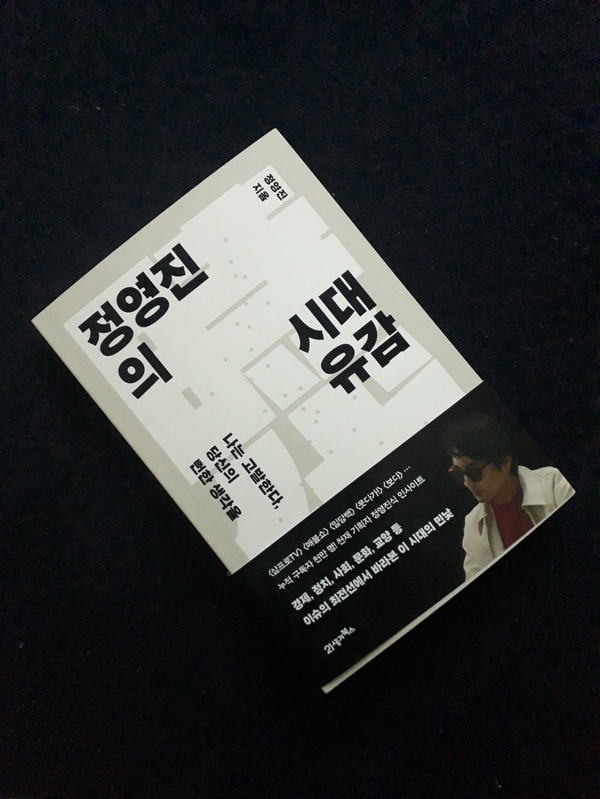 정영진
지음
정영진
의
시대
유감
나는 고발한다,
당신의
뻔한 생각을
〈삼프로TV〉 〈매불쇼〉 〈일당백〉 〈웃다가!〉 〈보다〉 …
누적 구독자 천만 명! 천재 기획자 정영진식 인사이트
경제, 정치, 사회, 문화, 교양 등
이슈의 최전선에서 바라본 이 시대의 민낯
21세기북스